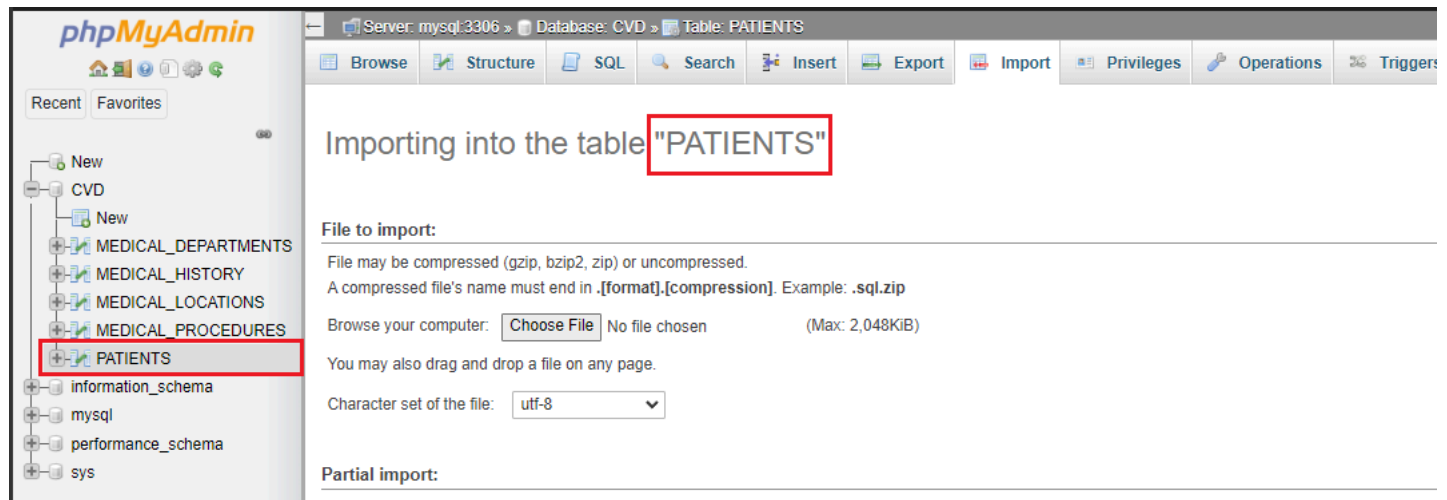 phpMyAdmin
Recent Favorites
New
CVD
New
MEDICAL_DEPARTMENTS
MEDICAL_HISTORY
MEDICAL_LOCATIONS
MEDICAL_PROCEDURES
PATIENTS
information_schema
mysql
performance_schema
sys
Server: mysql:3306 » Database: CVD » Table: PATIENTS
Browse Structure SQL Search Insert Export Import Privileges Operations Triggers
Importing into the table "PATIENTS"
File to import:
File may be compressed (gzip, bzip2, zip) or uncompressed.
A compressed file's name must end in .[format].[compression]. Example: .sql.zip
Browse your computer: Choose File No file chosen (Max: 2,048KiB)
You may also drag and drop a file on any page.
Character set of the file: utf-8
Partial import: